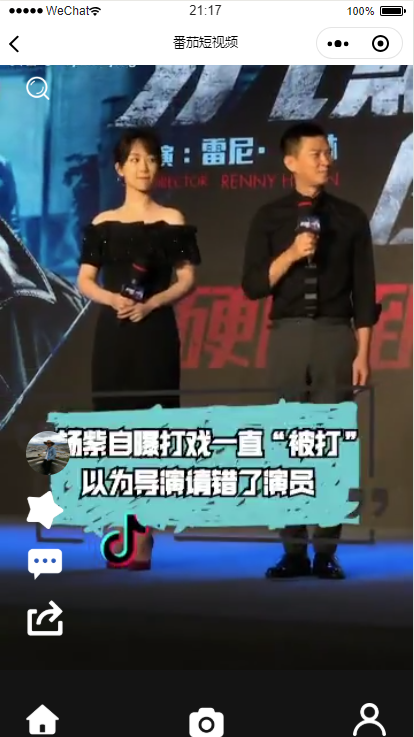 WeChat
21:17
100%
番茄短视频
演：雷尼·
DIRECTOR RENNY
硬
杨紫自曝打戏一直“被打”
以为导演请错了演员